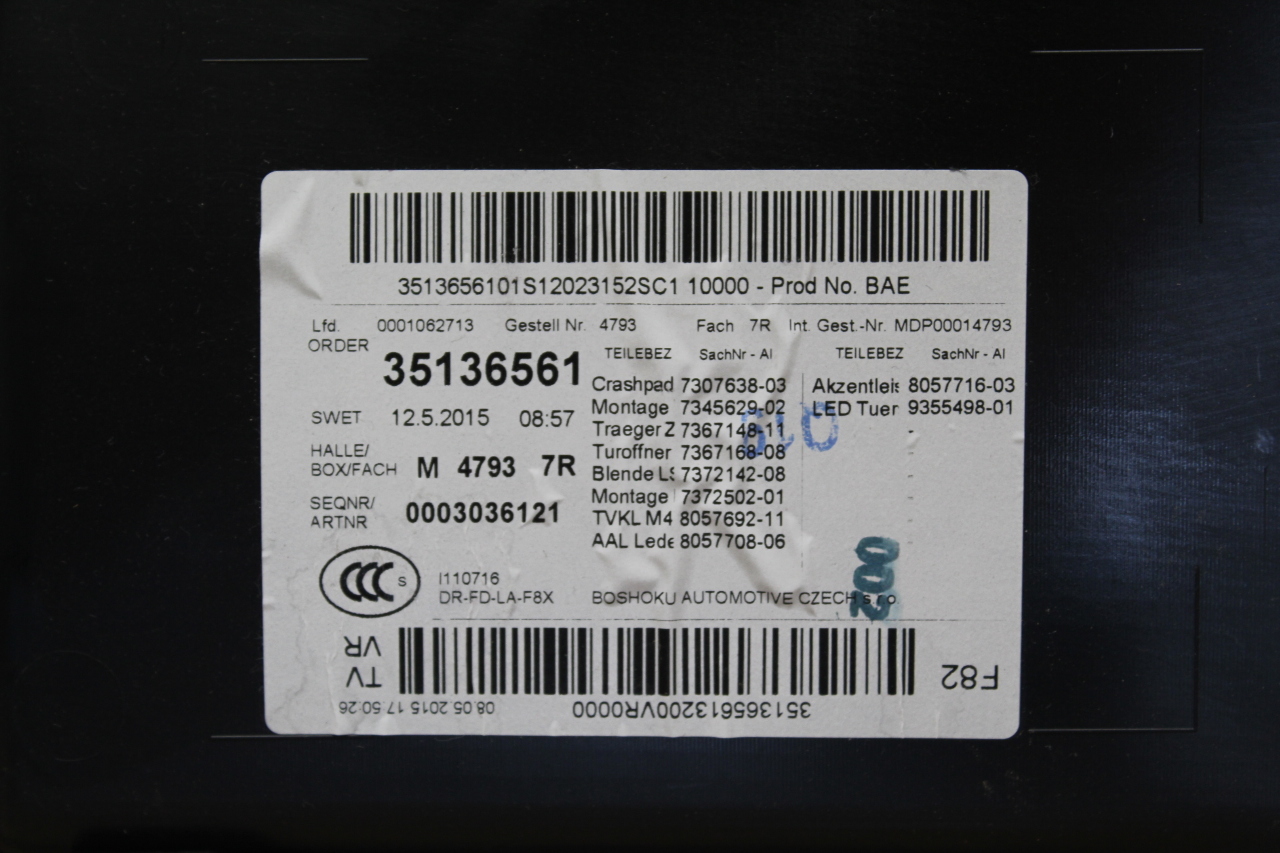 3513656101S12023152SC1 10000 - Prod No. BAE
Lfd. 0001062713 Gestell Nr. 4793 Fach 7R Int. Gest.-Nr. MDP00014793
ORDER 35136561
TEILEBEZ SachNr - AI TEILEBEZ SachNr - AI
Crashpad 7307638-03 Akzentleis 8057716-03
Montage 7345629-02 LED Tuer 9355498-01
Traeger Z 7367148-11 -
Turoffner 7367168-08 -
Blende LS 7372142-08 -
Montage 7372502-01 -
TVKL M4 8057692-11 -
AAL Lede 8057708-06 -
SWET 12.5.2015 08:57
HALLE/
BOX/FACH M 4793 7R
SEQNR/
ARTNR 0003036121
010
200
CCC S
I110716
DR-FD-LA-F8X BOSHOKU AUTOMOTIVE CZECH s r o
F82
TV
VR
3513656613200VR0000 08.05.2015 17:50:26